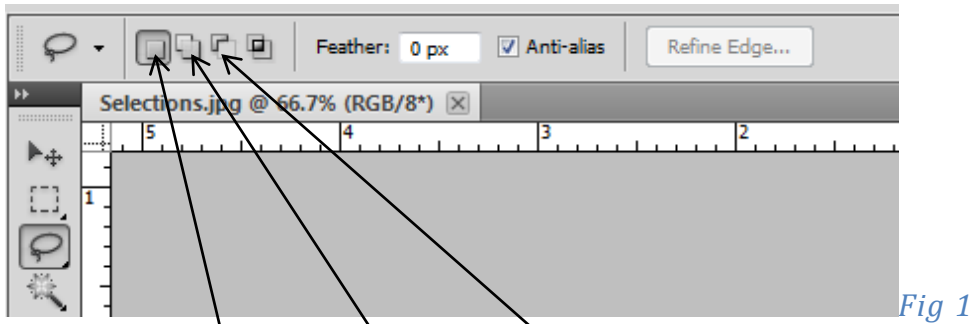 Feather: 0 px Anti-alias Refine Edge...
Selections.jpg @ 66.7% (RGB/8*)
5 4 3 2
1
Fig 1